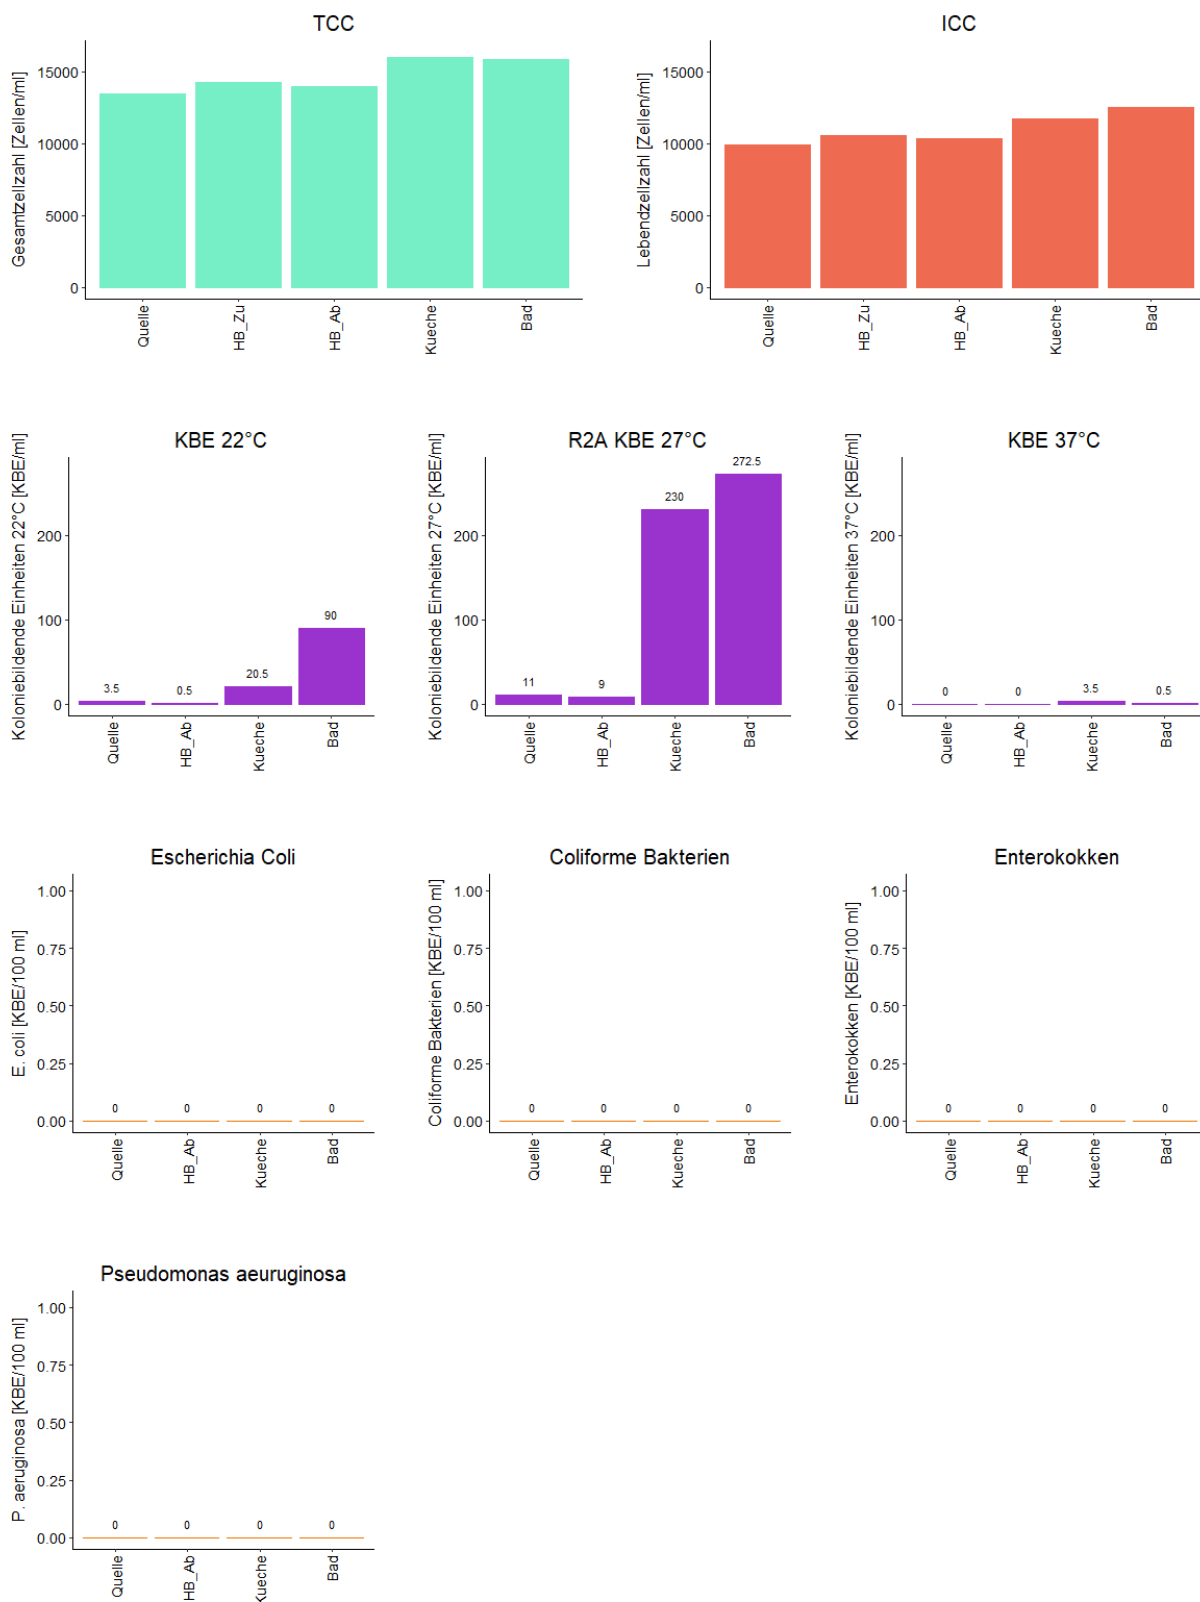 TCC
Gesamtzellzahl [Zellen/ml]
15000
10000
5000
0
Quelle
HB_Zu
HB_Ab
Kueche
Bad
ICC
Lebendzellzahl [Zellen/ml]
15000
10000
5000
0
Quelle
HB_Zu
HB_Ab
Kueche
Bad
KBE 22°C
Koloniebildende Einheiten 22°C [KBE/ml]
200
100
0
3.5
0.5
20.5
90
Quelle
HB_Ab
Kueche
Bad
R2A KBE 27°C
Koloniebildende Einheiten 27°C [KBE/ml]
200
100
0
11
9
230
272.5
Quelle
HB_Ab
Kueche
Bad
KBE 37°C
Koloniebildende Einheiten 37°C [KBE/ml]
200
100
0
0
0
3.5
0.5
Quelle
HB_Ab
Kueche
Bad
Escherichia Coli
E. coli [KBE/100 ml]
1.00
0.75
0.50
0.25
0.00
0
0
0
0
Quelle
HB_Ab
Kueche
Bad
Coliforme Bakterien
Coliforme Bakterien [KBE/100 ml]
1.00
0.75
0.50
0.25
0.00
0
0
0
0
Quelle
HB_Ab
Kueche
Bad
Enterokokken
Enterokokken [KBE/100 ml]
1.00
0.75
0.50
0.25
0.00
0
0
0
0
Quelle
HB_Ab
Kueche
Bad
Pseudomonas aeuruginosa
P. aeruginosa [KBE/100 ml]
1.00
0.75
0.50
0.25
0.00
0
0
0
0
Quelle
HB_Ab
Kueche
Bad